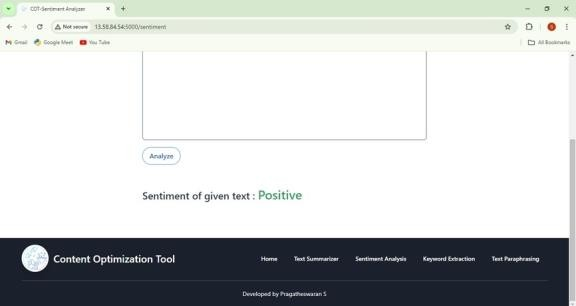 COT-Sentiment Analyzer
Not secure 13.58.84.54:5000/sentiment
Gmail Google Meet You Tube All Bookmarks
Analyze
Sentiment of given text : Positive
Content Optimization Tool Home Text Summarizer Sentiment Analysis Keyword Extraction Text Paraphrasing
Developed by Pragatheswaran S